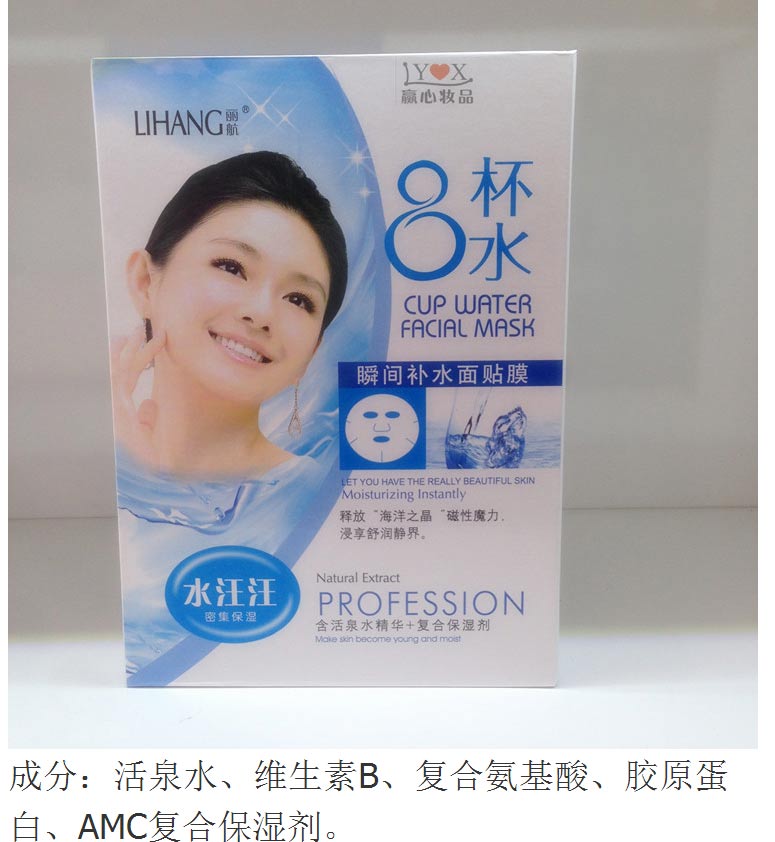 YX
赢心妆品
LIHANG丽航®
8杯水
CUP WATER
FACIAL MASK
瞬间补水面贴膜
LET YOU HAVE THE REALLY BEAUTIFUL SKIN
Moisturizing Instantly
释放“海洋之晶“磁性魔力，
浸享舒润静界。
水汪汪
密集保湿
Natural Extract
PROFESSION
含活泉水精华+复合保湿剂
Make skin become young and moist
成分：活泉水、维生素B、复合氨基酸、胶原蛋
白、AMC复合保湿剂。